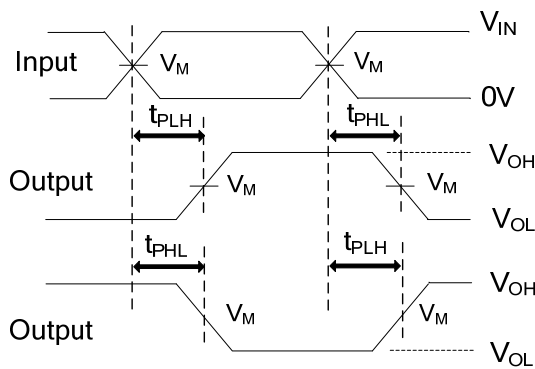 V_IN
Input V_M V_M
0V
t_PLH t_PHL
V_OH
Output V_M V_M
V_OL
t_PHL t_PLH
V_OH
V_M V_M
Output
V_OL